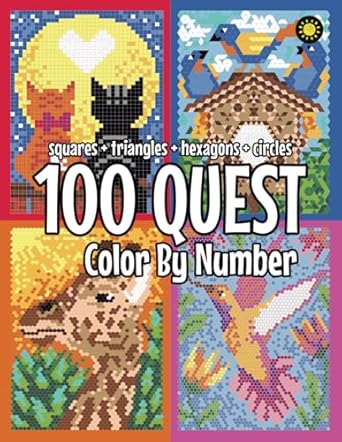 squares + triangles + hexagons + circles
100 QUEST
Color By Number